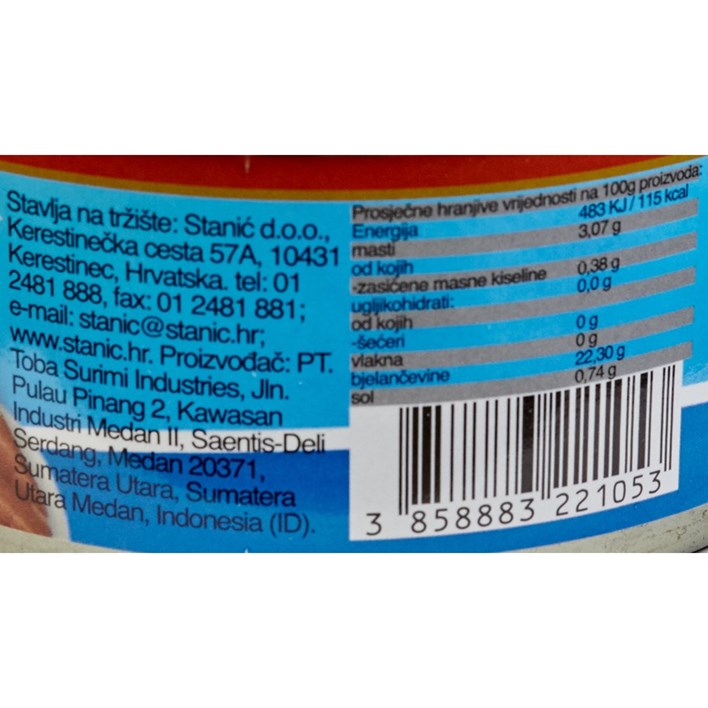 Stavlja na tržište: Stanić d.o.o.,
Kerestinečka cesta 57A, 10431
Kerestinec, Hrvatska. tel: 01
2481 888, fax: 01 2481 881;
e-mail: stanic@stanic.hr;
www.stanic.hr. Proizvođač: PT.
Toba Surimi Industries, Jln.
Pulau Pinang 2, Kawasan
Industri Medan II, Saentis-Deli
Serdang, Medan 20371,
Sumatera Utara, Sumatera
Utara Medan, Indonesia (ID).
Prosječne hranjive vrijednosti na 100g proizvoda:
Energija 483 KJ / 115 kcal
masti 3,07 g
od kojih
-zasićene masne kiseline 0,38 g
ugljikohidrati: 0,0 g
od kojih
-šećeri 0 g
vlakna 0 g
bjelančevine 22,30 g
sol 0,74 g
3 858883 221053